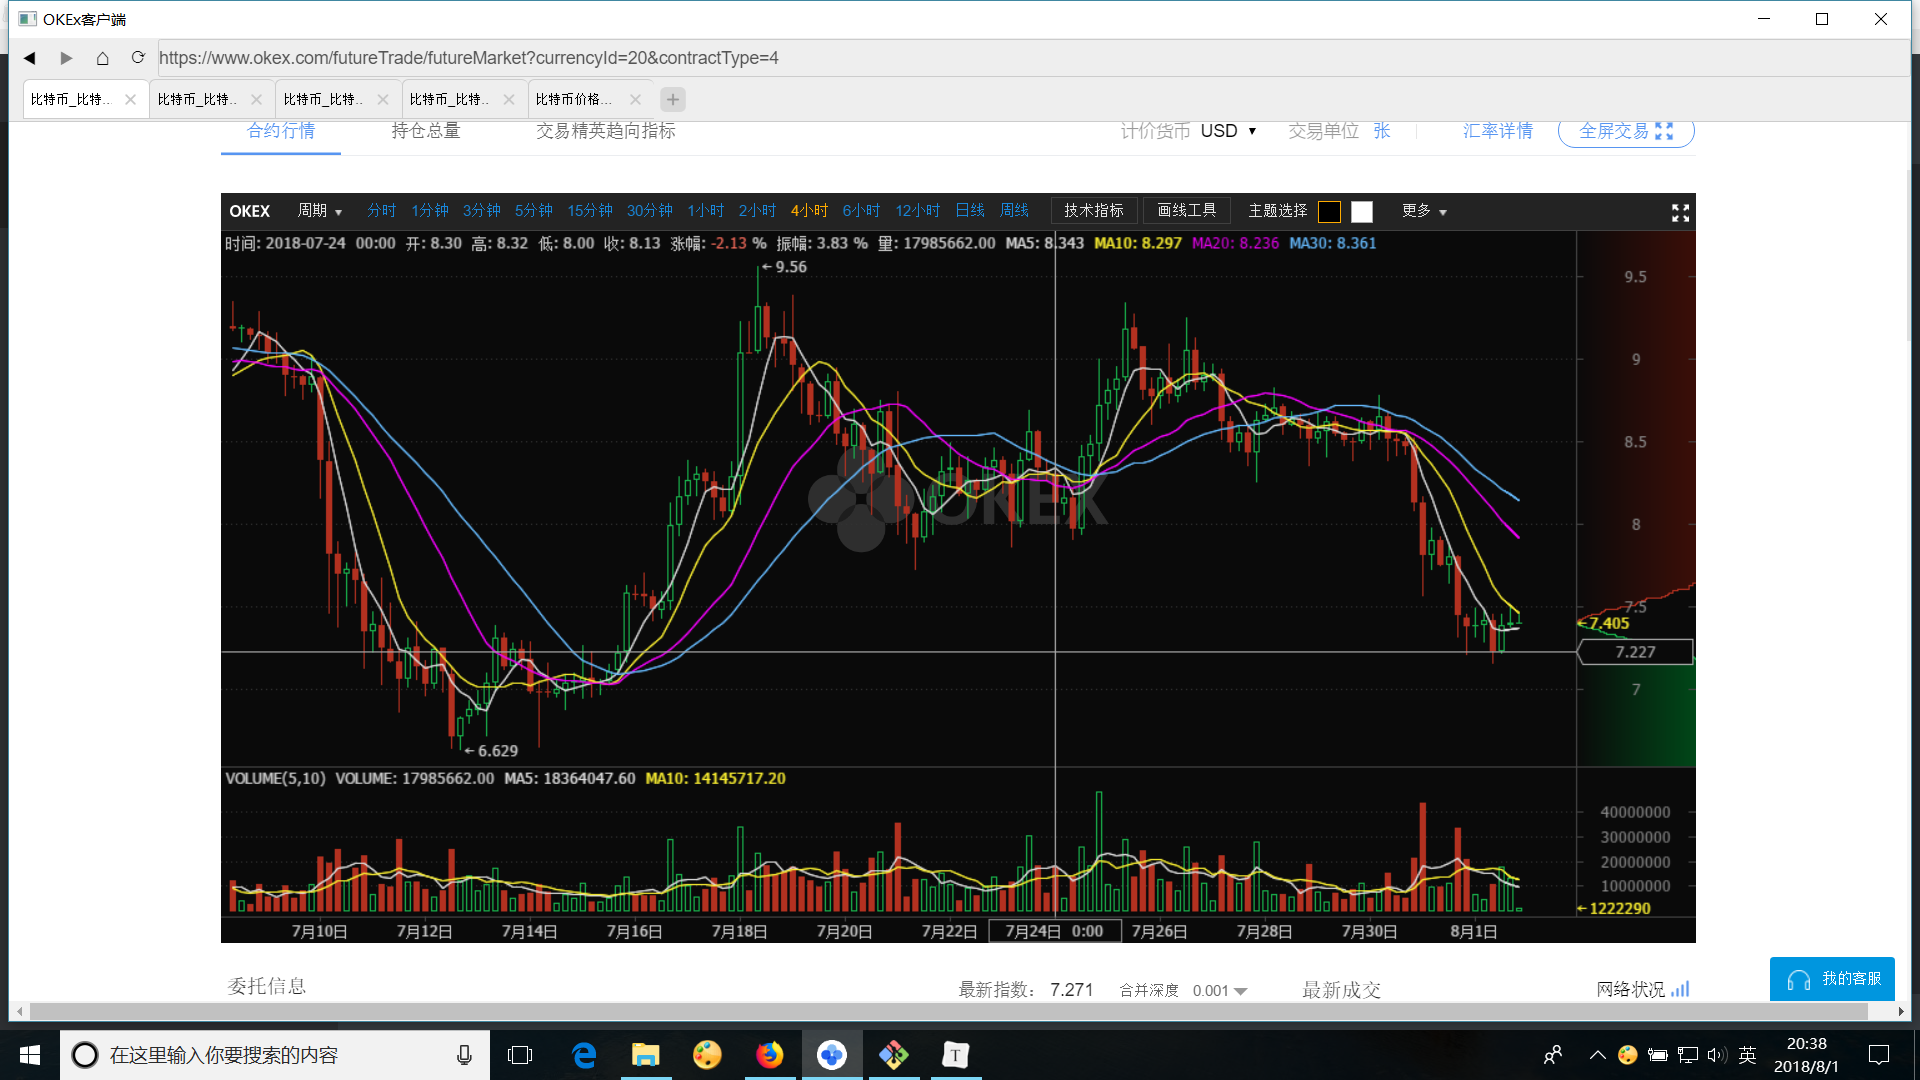 OKEx客户端
https://www.okex.com/futureTrade/futureMarket?currencyId=20&contractType=4
比特币_比特... 比特币_比特... 比特币_比特... 比特币_比特... 比特币价格...
合约行情 持仓总量 交易精英趋向指标 计价货币 USD 交易单位 张 汇率详情 全屏交易
OKEX 周期 分时 1分钟 3分钟 5分钟 15分钟 30分钟 1小时 2小时 4小时 6小时 12小时 日线 周线 技术指标 画线工具 主题选择 更多
时间: 2018-07-24 00:00 开: 8.30 高: 8.32 低: 8.00 收: 8.13 涨幅: -2.13 % 振幅: 3.83 % 量: 17985662.00 MA5: 8.343 MA10: 8.297 MA20: 8.236 MA30: 8.361
←9.56
9.5
9
8.5
OKEX
8
7.5
←7.405
7.227
7
←6.629
VOLUME(5,10) VOLUME: 17985662.00 MA5: 18364047.60 MA10: 14145717.20
40000000
30000000
20000000
10000000
←1222290
7月10日 7月12日 7月14日 7月16日 7月18日 7月20日 7月22日 7月24日 0:00 7月26日 7月28日 7月30日 8月1日
委托信息 最新指数: 7.271 合并深度 0.001 最新成交 网络状况
我的客服
在这里输入你要搜索的内容
T
英
20:38
2018/8/1